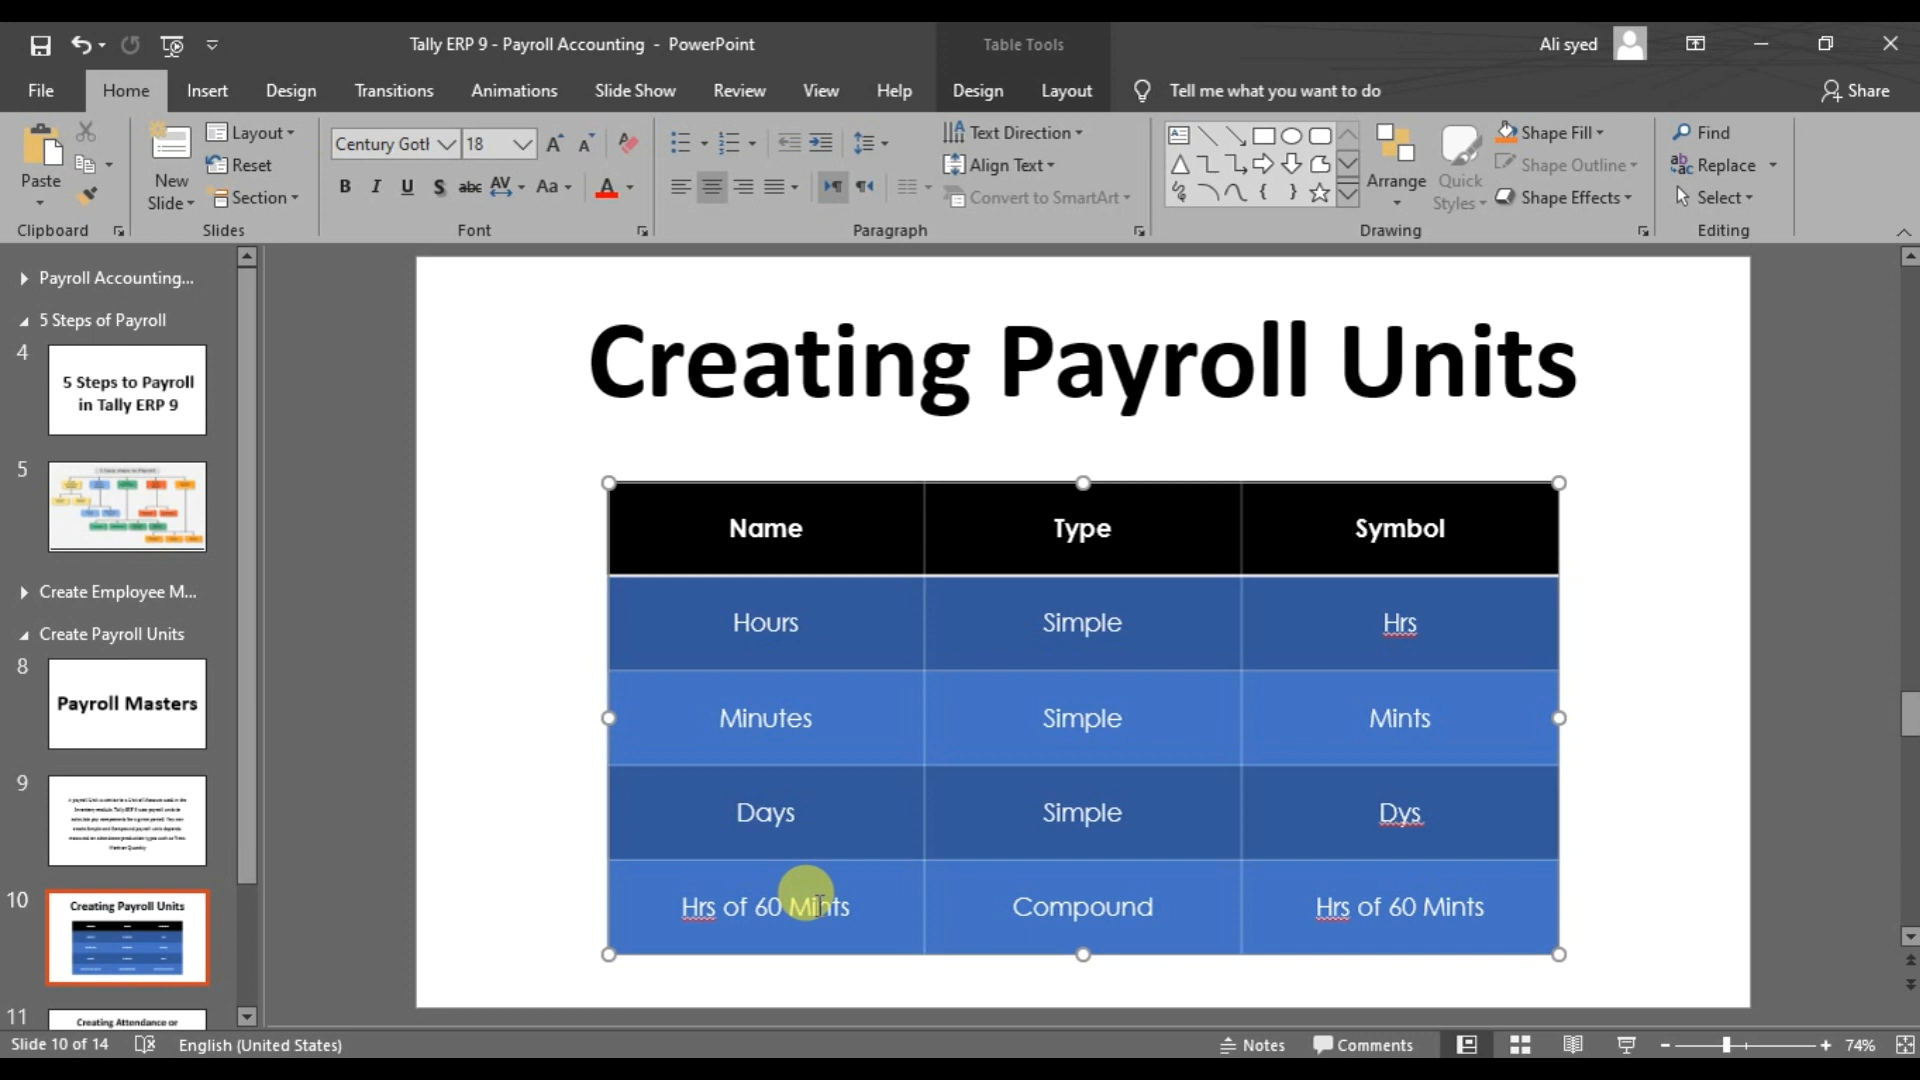 Tally ERP 9 - Payroll Accounting - PowerPoint
Table Tools
Ali syed
File Home Insert Design Transitions Animations Slide Show Review View Help Design Layout Tell me what you want to do Share
Paste
New
Slide
Layout
Reset
Section
Century Gotl 18
B I U S abc AV Aa A
Text Direction
Align Text
Convert to SmartArt
Arrange
Quick
Styles
Shape Fill
Shape Outline
Shape Effects
Find
Replace
Select
Clipboard Slides Font Paragraph Drawing Editing
Payroll Accounting...
5 Steps of Payroll
4
5 Steps to Payroll
in Tally ERP 9
5
Create Employee M...
Create Payroll Units
8
Payroll Masters
9
10
Creating Payroll Units
11
Creating Attendance or
Creating Payroll Units
Name Type Symbol
Hours Simple Hrs
Minutes Simple Mints
Days Simple Dys
Hrs of 60 Mints Compound Hrs of 60 Mints
Slide 10 of 14 English (United States) Notes Comments 74%